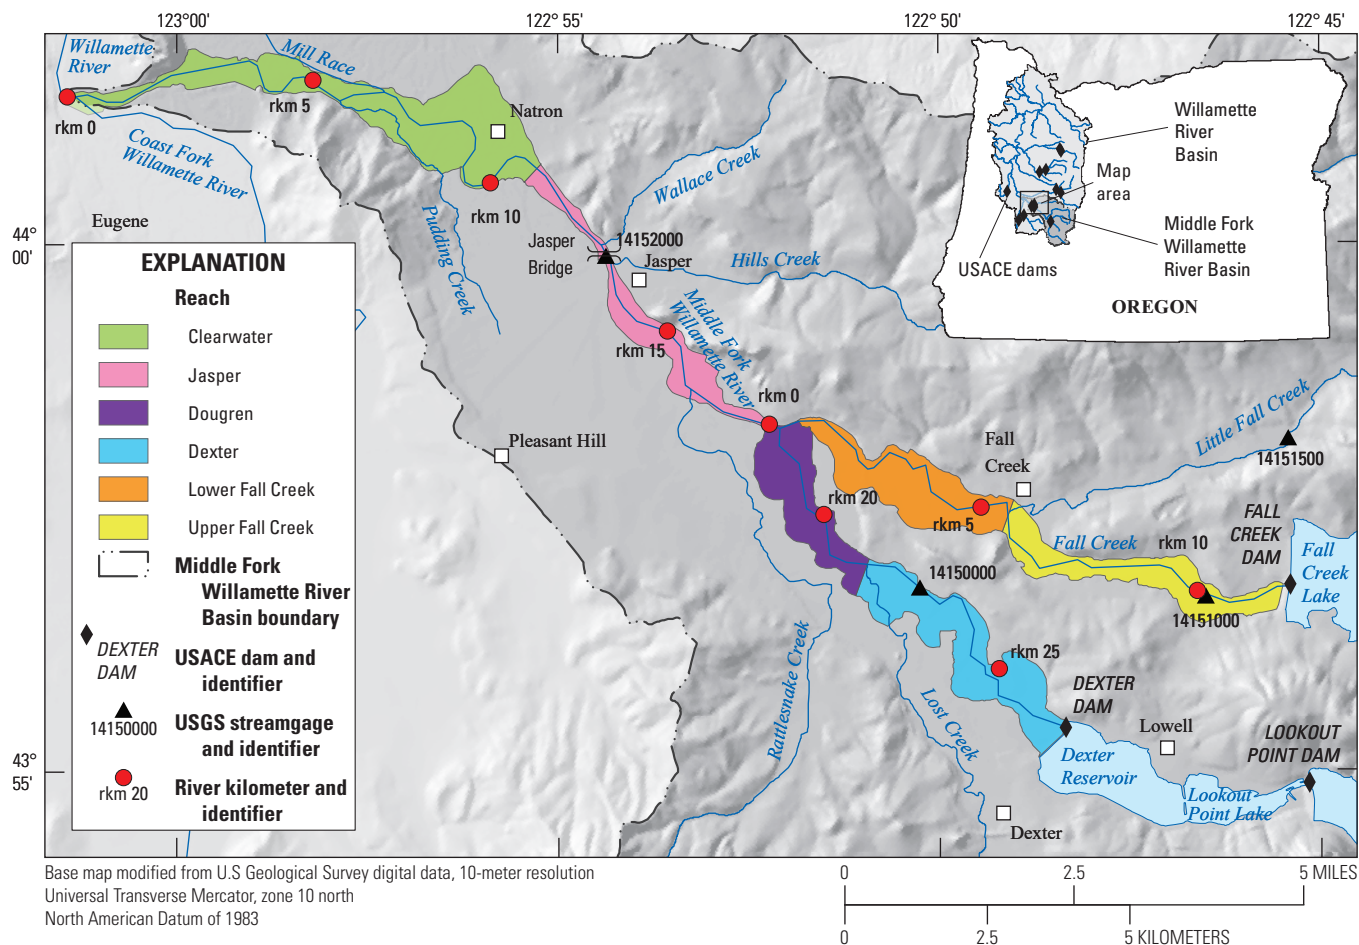 123°00'
122°55'
122°50'
122°45'
Willamette
River
Mill Race
rkm 5
rkm 0
Natron
Coast Fork
Willamette River
Wallace Creek
rkm 10
Pudding Creek
Eugene
44°
00'
Jasper
Bridge
14152000
Jasper
Hills Creek
Middle Fork
Willamette River
rkm 15
rkm 0
Willamette
River
Basin
Map
area
Middle Fork
Willamette
River Basin
USACE dams
OREGON
Little Fall Creek
14151500
Pleasant Hill
Fall
Creek
rkm 20
rkm 5
FALL
CREEK
DAM
Fall
Creek
Lake
Fall Creek
rkm 10
14151000
14150000
rkm 25
Rattlesnake Creek
Lost Creek
DEXTER
DAM
Lowell
LOOKOUT
POINT DAM
Dexter
Reservoir
Lookout
Point Lake
Dexter
43°
55'
EXPLANATION
Reach
Clearwater
Jasper
Dougren
Dexter
Lower Fall Creek
Upper Fall Creek
Middle Fork
Willamette River
Basin boundary
DEXTER
DAM
USACE dam and
identifier
14150000
USGS streamgage
and identifier
rkm 20
River kilometer and
identifier
Base map modified from U.S Geological Survey digital data, 10-meter resolution
Universal Transverse Mercator, zone 10 north
North American Datum of 1983
0 2.5 5 MILES
0 2.5 5 KILOMETERS